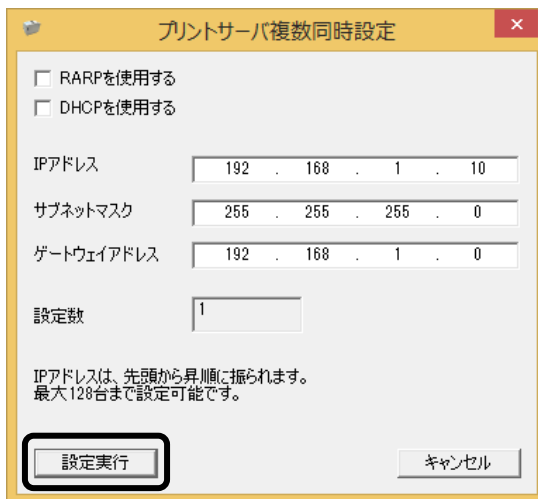 プリントサーバ複数同時設定
RARPを使用する
DHCPを使用する
IPアドレス 192 . 168 . 1 . 10
サブネットマスク 255 . 255 . 255 . 0
ゲートウェイアドレス 192 . 168 . 1 . 0
設定数 1
IPアドレスは、先頭から昇順に振られます。
最大128台まで設定可能です。
設定実行 キャンセル